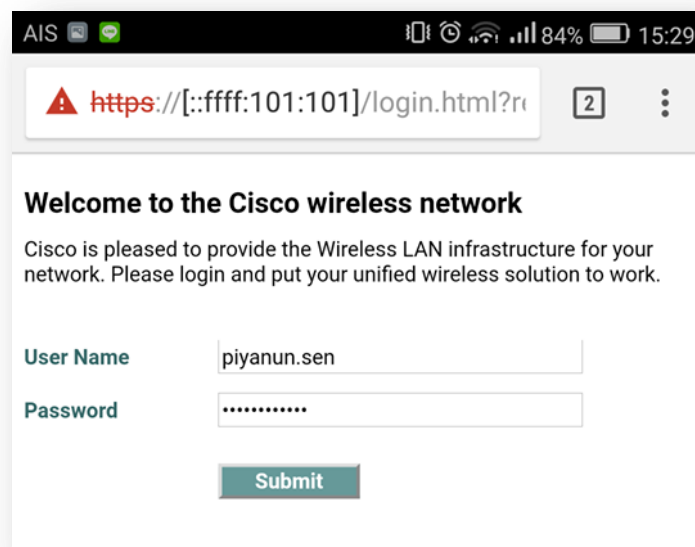 AIS 84% 15:29
https://[::ffff:101:101]/login.html?r 2
Welcome to the Cisco wireless network
Cisco is pleased to provide the Wireless LAN infrastructure for your
network. Please login and put your unified wireless solution to work.
User Name piyanun.sen
Password ••••••••••••
Submit